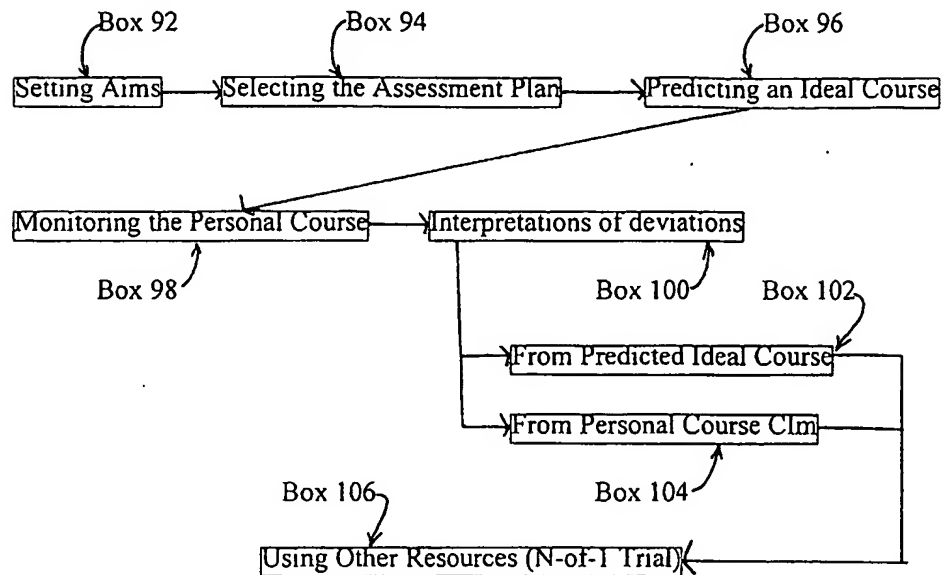 Box 92
Box 94
Box 96
Setting Aims
Selecting the Assessment Plan
Predicting an Ideal Course
Monitoring the Personal Course
Interpretations of deviations
Box 98
Box 100
Box 102
From Predicted Ideal Course
From Personal Course Clm
Box 106
Box 104
Using Other Resources (N-of-1 Trial)